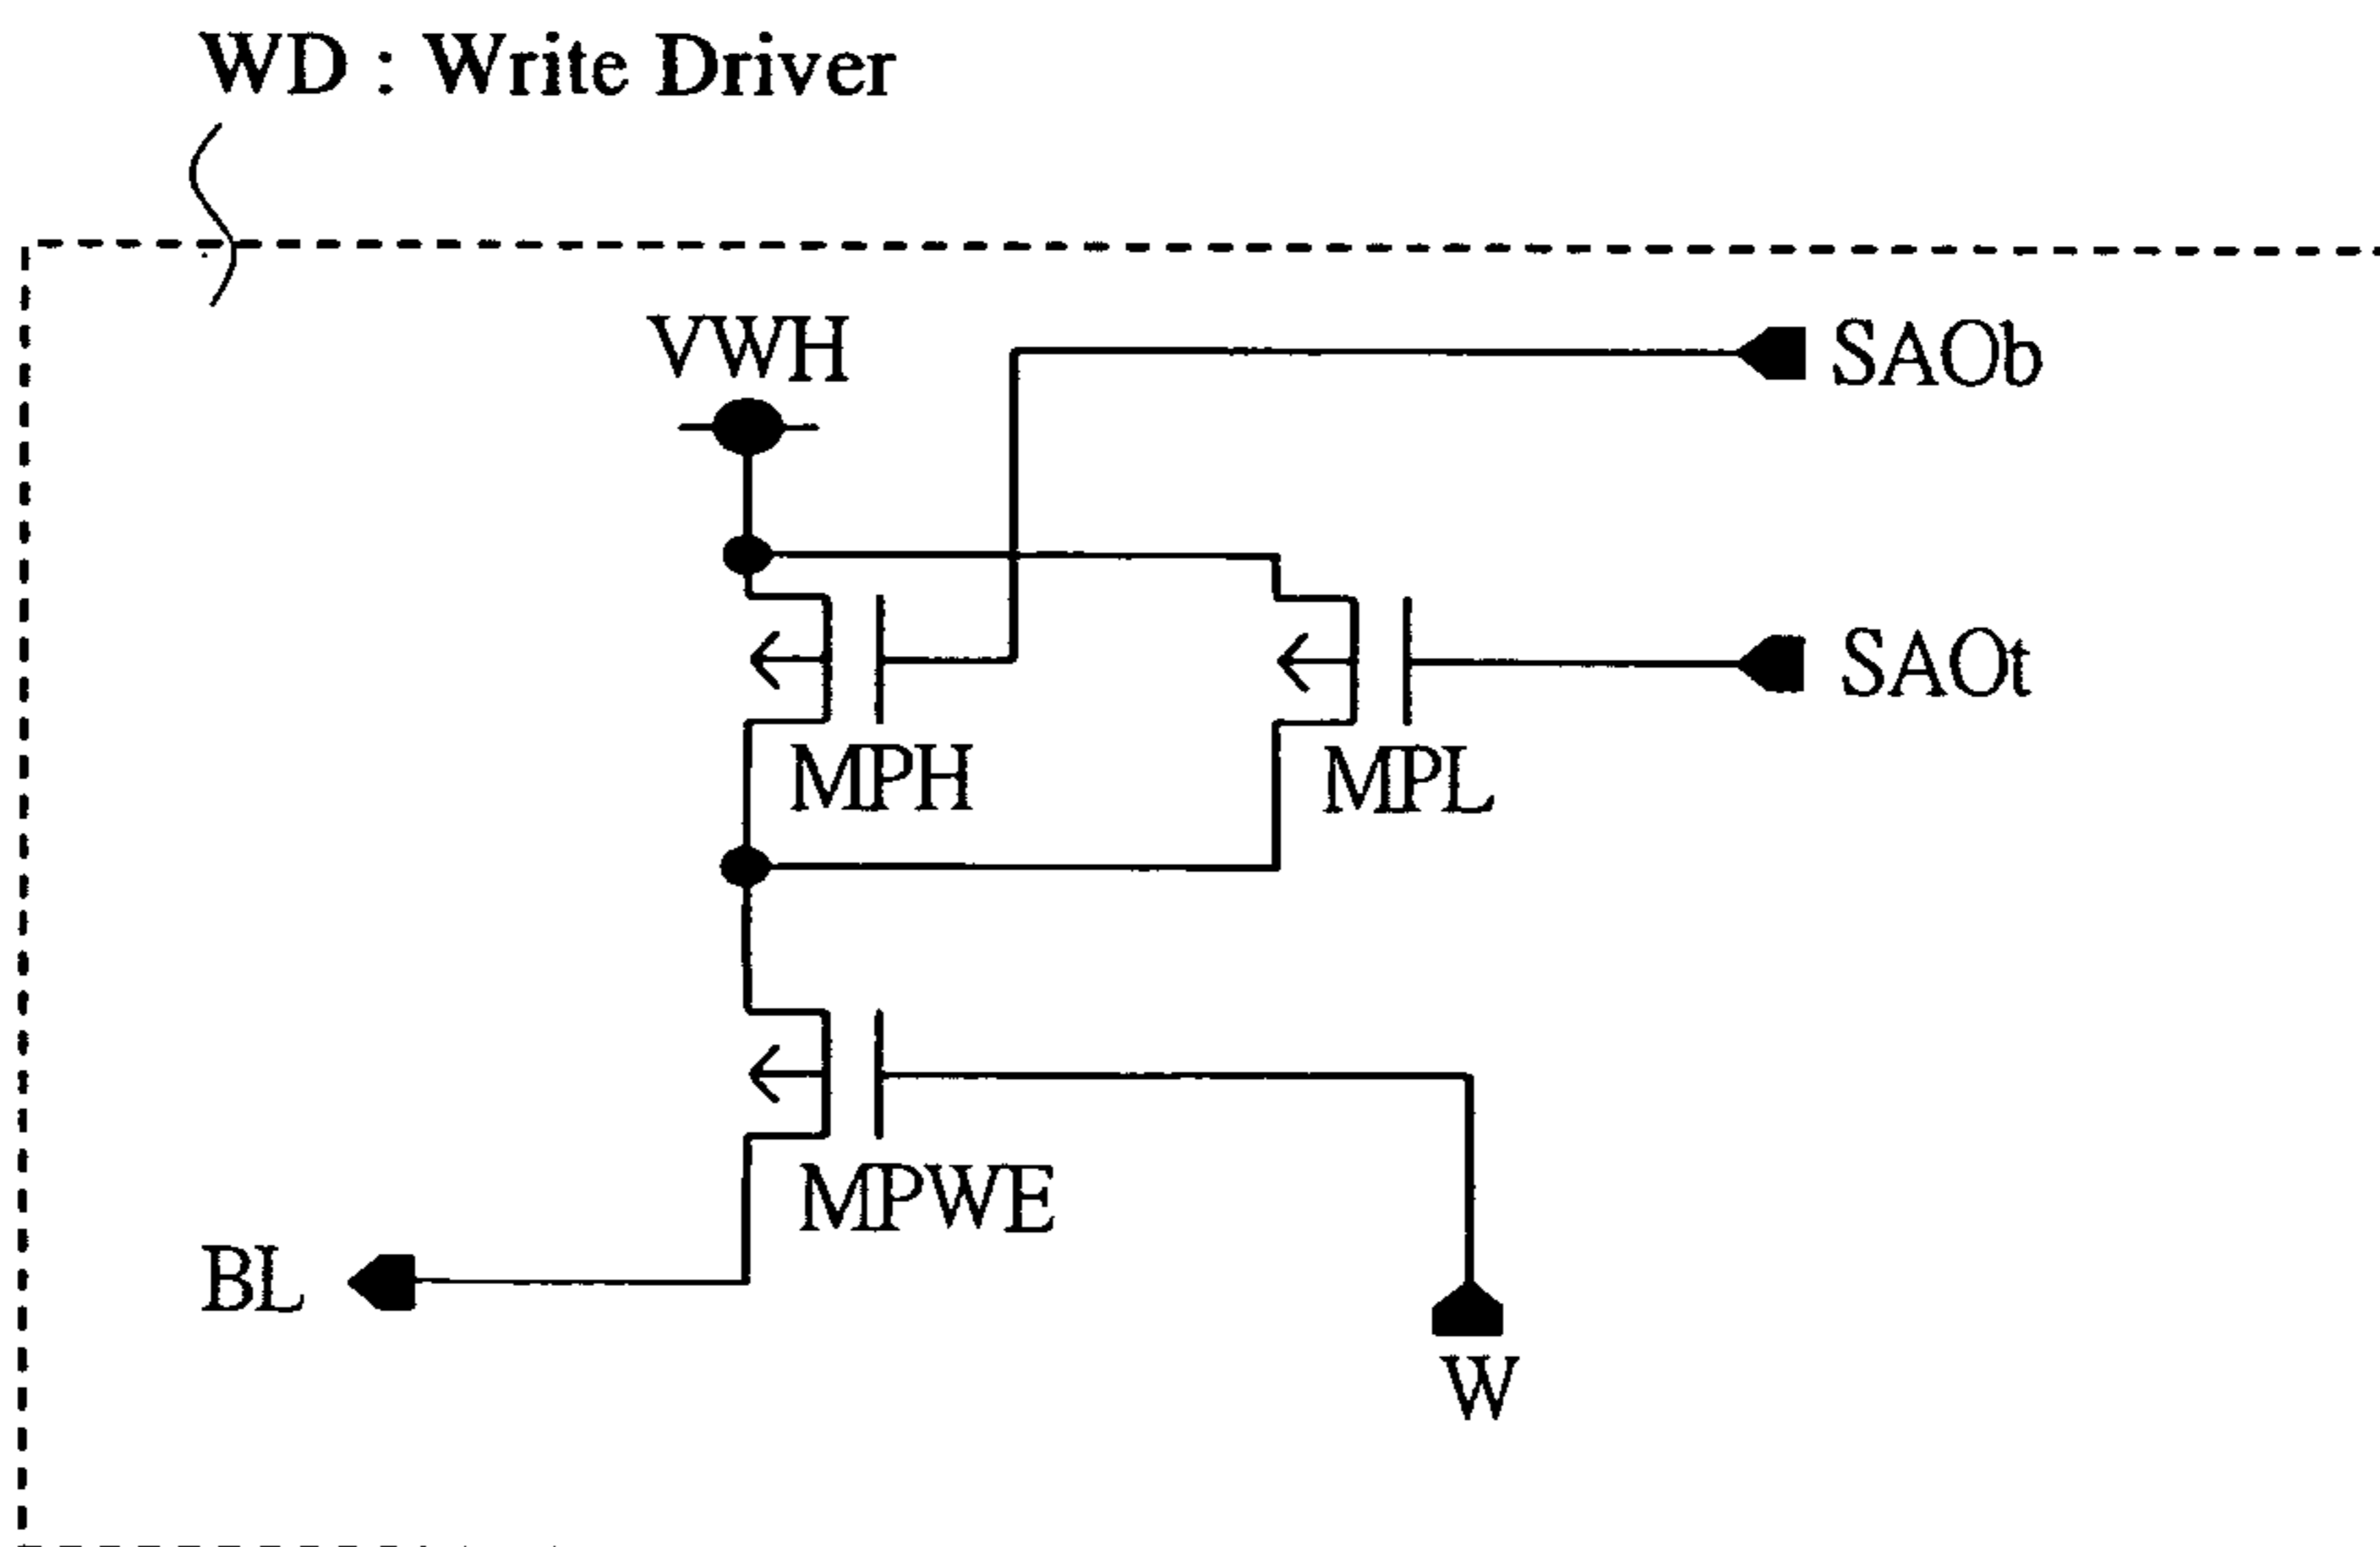 WD : Write Driver
VWH
SAOb
SAOt
MPH
MPL
MPWE
BL
W